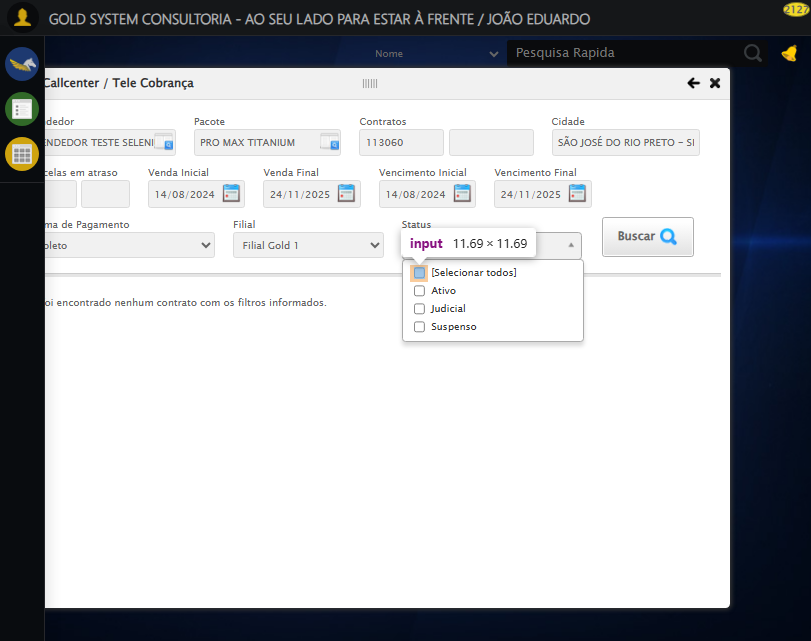 GOLD SYSTEM CONSULTORIA - AO SEU LADO PARA ESTAR À FRENTE / JOÃO EDUARDO
2127
Nome
Pesquisa Rapida
Callcenter / Tele Cobrança
ndedor
Pacote
Contratos
Cidade
ENDEDOR TESTE SELENI
PRO MAX TITANIUM
113060
SÃO JOSÉ DO RIO PRETO - S
celas em atraso
Venda Inicial
Venda Final
Vencimento Inicial
Vencimento Final
14/08/2024
24/11/2025
14/08/2024
24/11/2025
ma de Pagamento
Filial
Status
oleto
Filial Gold 1
input 11.69 × 11.69
Buscar
[Selecionar todos]
Ativo
Judicial
Suspenso
oi encontrado nenhum contrato com os filtros informados.